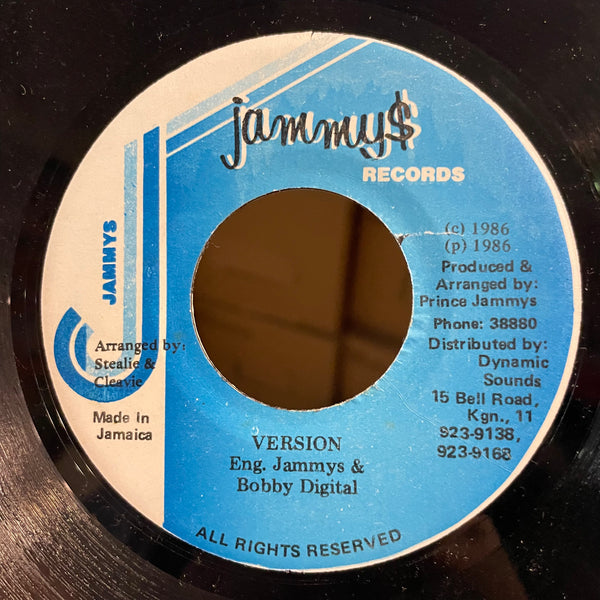 jammy$
RECORDS
JAMMYS
(c) 1986
(p) 1986
Produced &
Arranged by:
Prince Jammys
Phone: 38880
Distributed by:
Dynamic
Sounds
15 Bell Road,
Kgn., 11
923-9138,
923-9168
Arranged by:
Stealie &
Cleavie
Made In
Jamaica
VERSION
Eng. Jammys &
Bobby Digital
ALL RIGHTS RESERVED